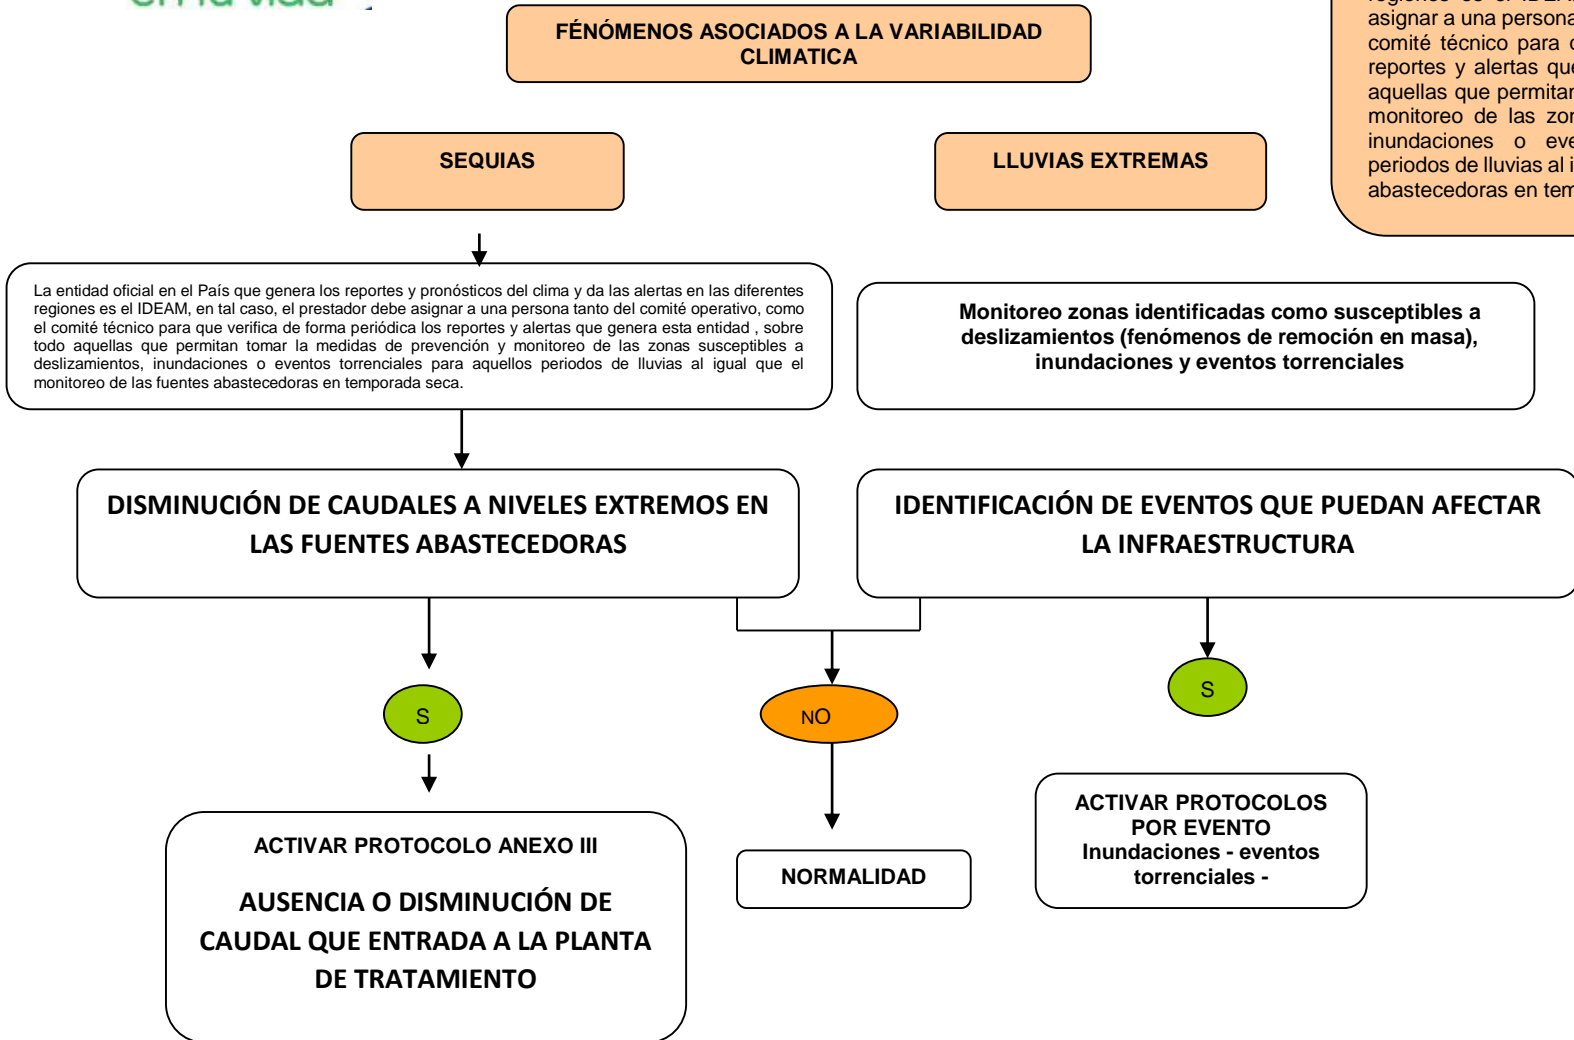 en la vida
FÉNÓMENOS ASOCIADOS A LA VARIABILIDAD
CLIMATICA
regiones es el IDEAM
asignar a una persona
comité técnico para
reportes y alertas que
aquellas que permitan
monitoreo de las
inundaciones o
periodos de lluvias al
abastecedoras en
SEQUIAS
LLUVIAS EXTREMAS
La entidad oficial en el País que genera los reportes y pronósticos del clima y da las alertas en las diferentes
regiones es el IDEAM, en tal caso, el prestador debe asignar a una persona tanto del comité operativo, como
el comité técnico para que verifica de forma periódica los reportes y alertas que genera esta entidad , sobre
todo aquellas que permitan tomar la medidas de prevención y monitoreo de las zonas susceptibles a
deslizamientos, inundaciones o eventos torrenciales para aquellos periodos de lluvias al igual que el
monitoreo de las fuentes abastecedoras en temporada seca.
Monitoreo zonas identificadas como susceptibles a
deslizamientos (fenómenos de remoción en masa),
inundaciones y eventos torrenciales
DISMINUCIÓN DE CAUDALES A NIVELES EXTREMOS EN
LAS FUENTES ABASTECEDORAS
IDENTIFICACIÓN DE EVENTOS QUE PUEDAN AFECTAR
LA INFRAESTRUCTURA
S
NO
S
ACTIVAR PROTOCOLO ANEXO III
AUSENCIA O DISMINUCIÓN DE
CAUDAL QUE ENTRADA A LA PLANTA
DE TRATAMIENTO
NORMALIDAD
ACTIVAR PROTOCOLOS
POR EVENTO
Inundaciones - eventos
torrenciales -